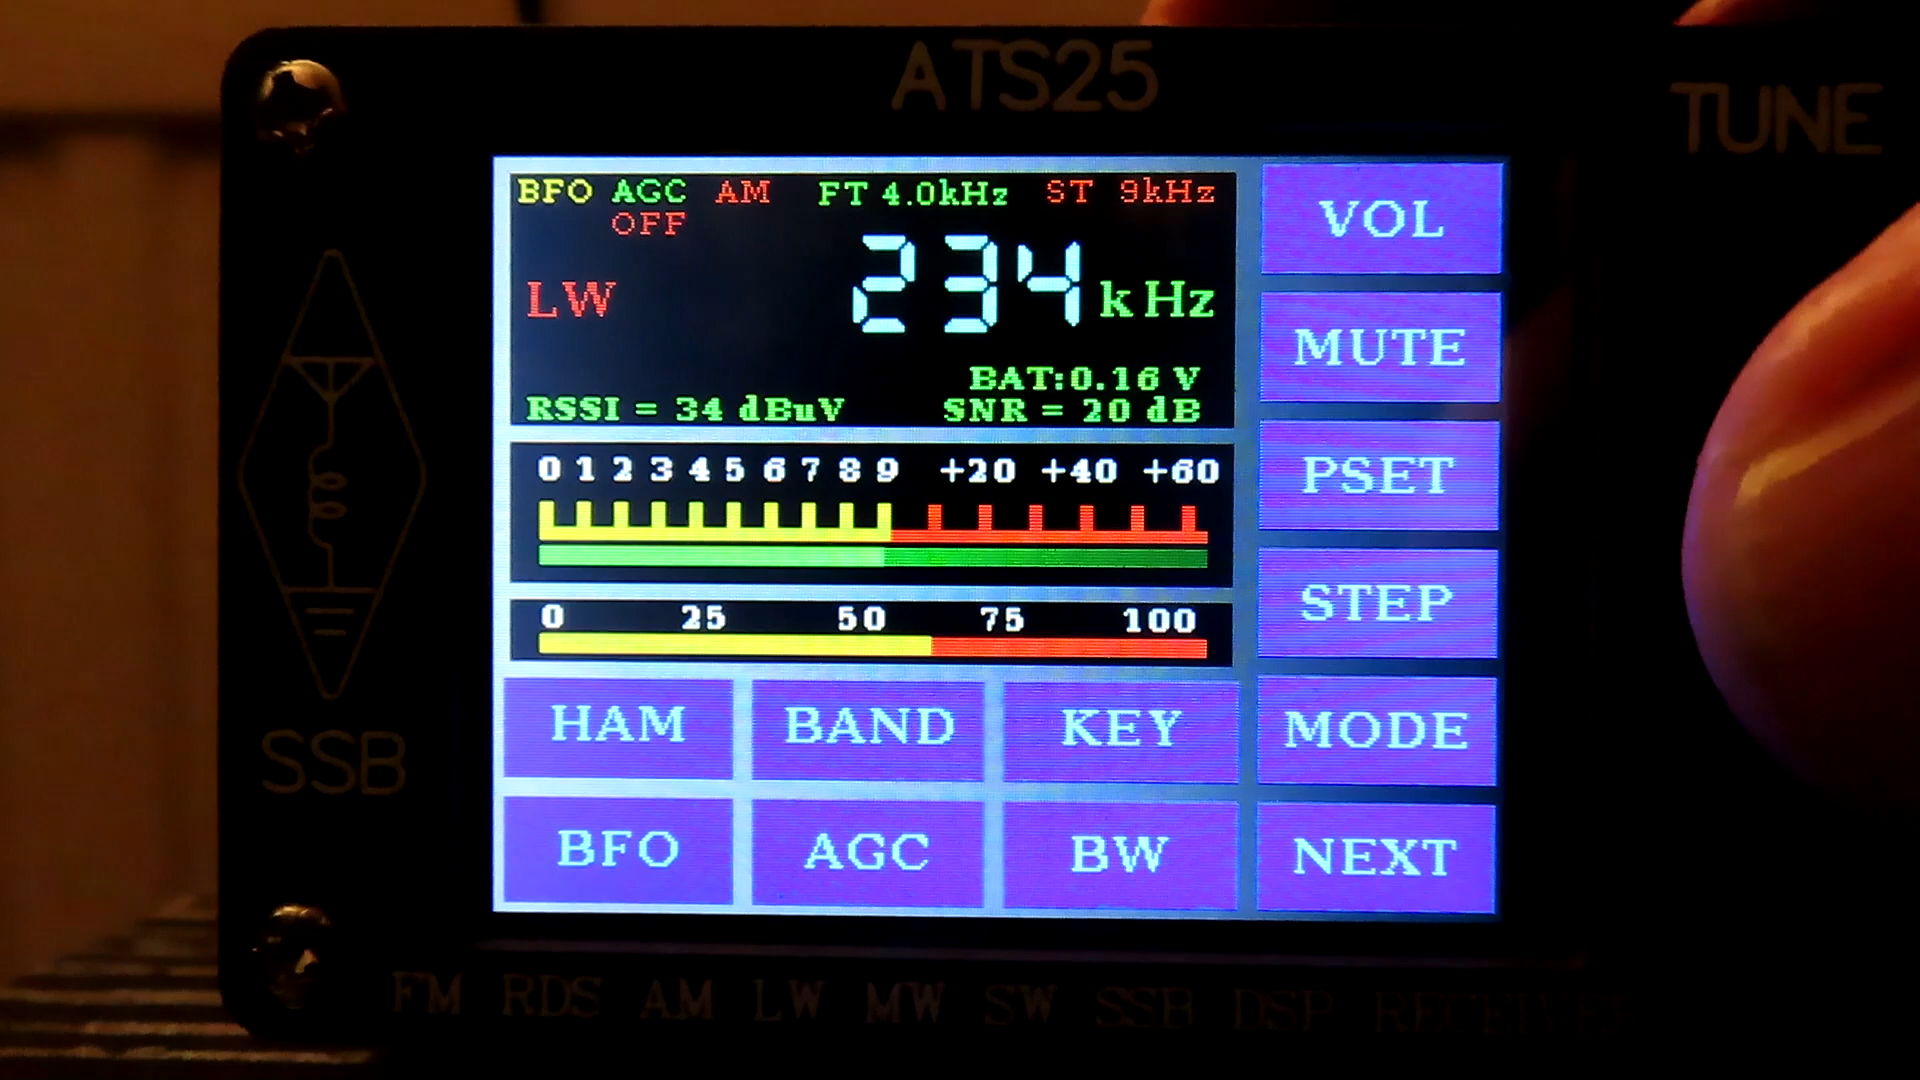 ATS25
TUNE
BFO AGC AM FT 4.0kHz ST 9kHz
OFF
LW 234 kHz
BAT:0.16 V
RSSI = 34 dBuV SNR = 20 dB
0 1 2 3 4 5 6 7 8 9 +20 +40 +60
0 25 50 75 100
VOL
MUTE
PSET
STEP
HAM BAND KEY MODE
BFO AGC BW NEXT
SSB
FM RDS AM LW MW SW SSB DSP RECEIVER